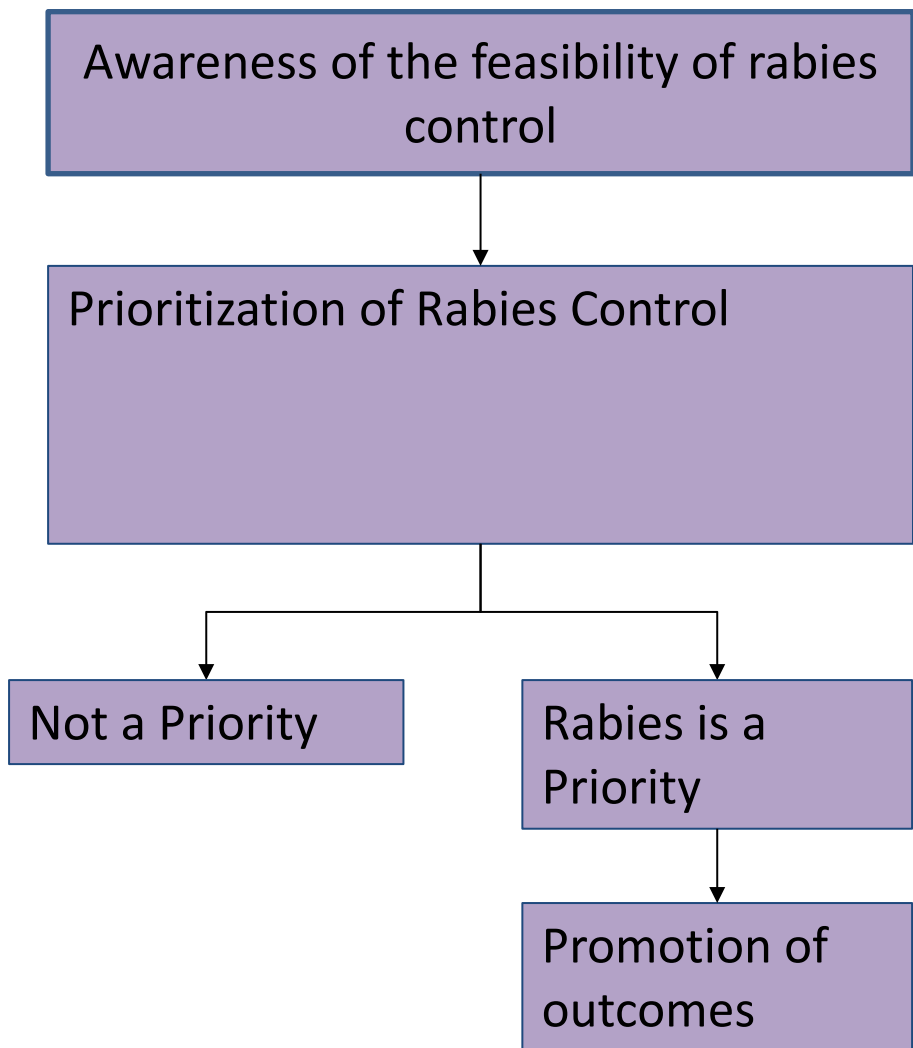 Awareness of the feasibility of rabies
control
Prioritization of Rabies Control
Not a Priority
Rabies is a
Priority
Promotion of
outcomes